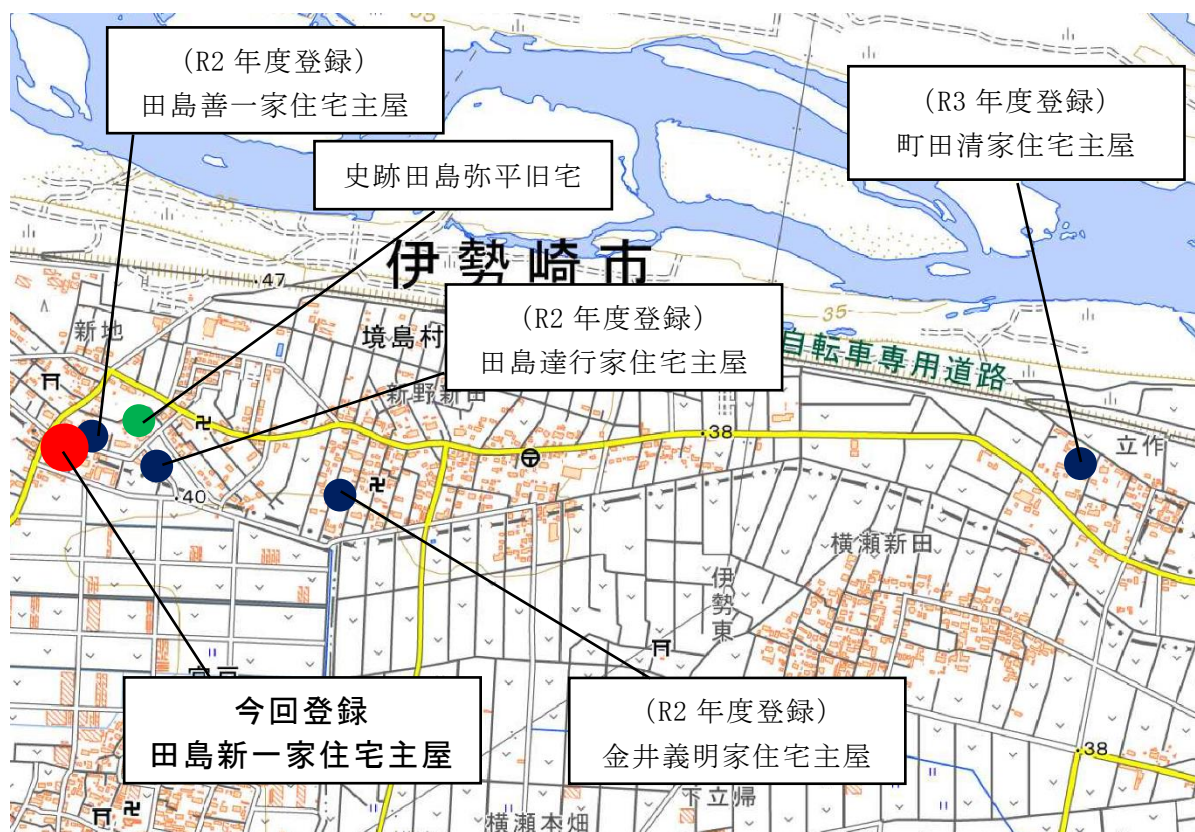 35
(R2 年度登録)
田島善一家住宅主屋
(R3 年度登録)
町田清家住宅主屋
史跡田島弥平旧宅
35
伊勢崎市
・47
(R2 年度登録)
田島達行家住宅主屋
35
新地
境島村
自転車専用道路
新野新田
・38
立作
・40
横瀬新田
伊勢東
今回登録
田島新一家住宅主屋
(R2 年度登録)
金井義明家住宅主屋
・38
下立帰
横瀬本畑